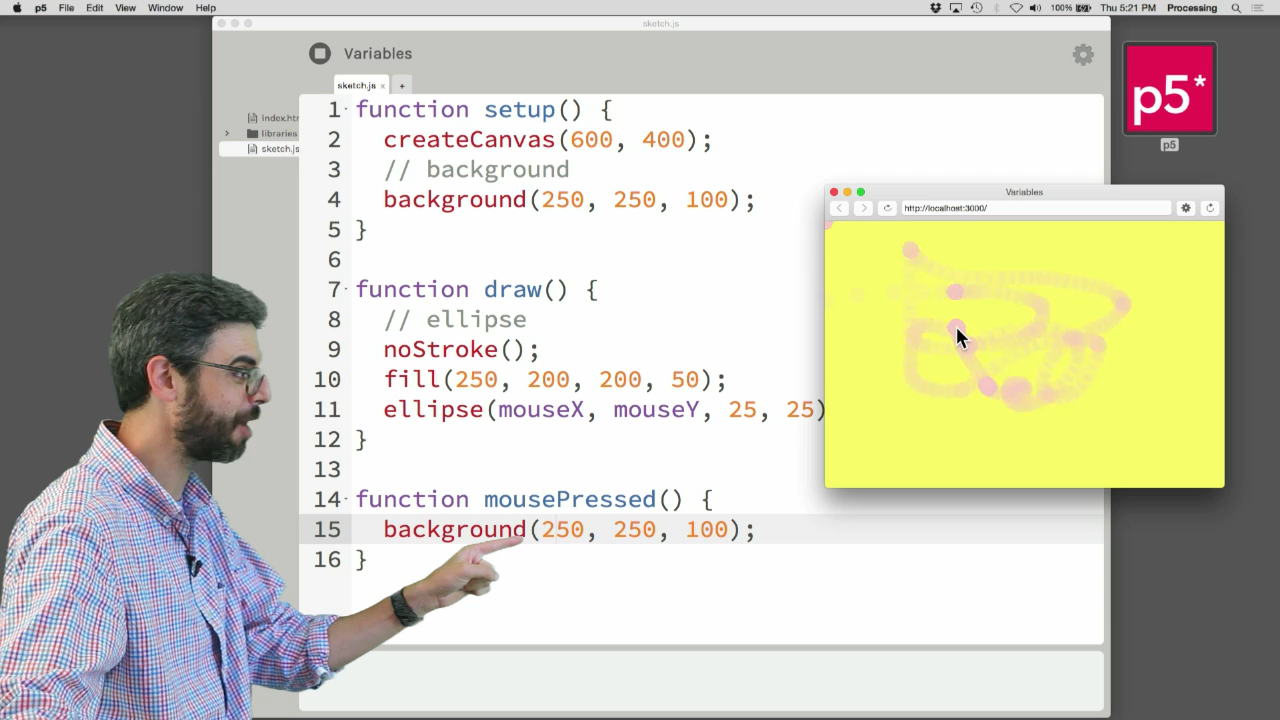 p5 File Edit View Window Help 100% Thu 5:21 PM Processing
sketch.js
Variables
sketch.js x +
index.htm
libraries
sketch.js
1 function setup() {
2 createCanvas(600, 400);
3 // background
4 background(250, 250, 100);
5 }
6
7 function draw() {
8 // ellipse
9 noStroke();
10 fill(250, 200, 200, 50);
11 ellipse(mouseX, mouseY, 25, 25)
12 }
13
14 function mousePressed() {
15 background(250, 250, 100);
16 }
p5*
p5
Variables
http://localhost:3000/